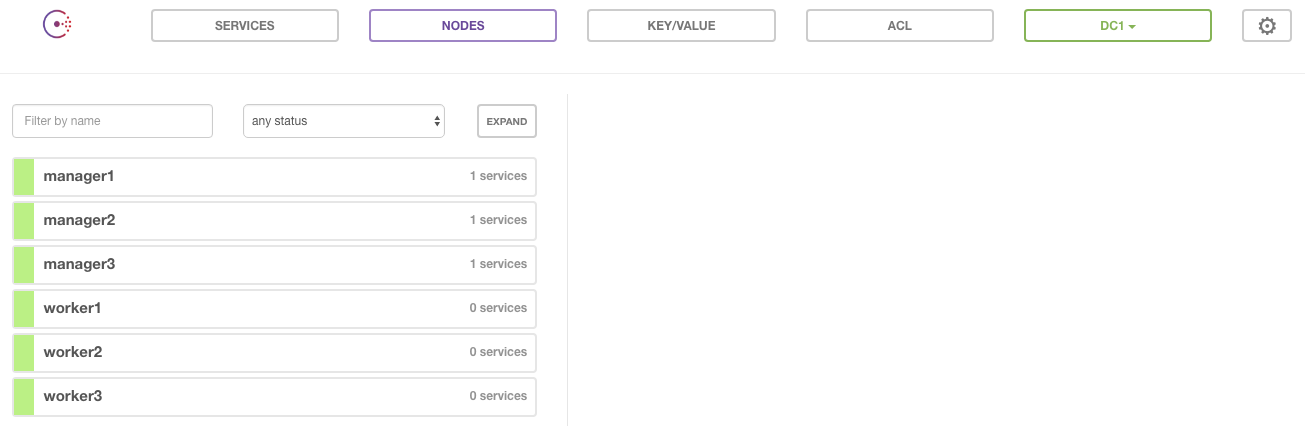 SERVICES NODES KEY/VALUE ACL DC1
Filter by name any status EXPAND
manager1 1 services
manager2 1 services
manager3 1 services
worker1 0 services
worker2 0 services
worker3 0 services